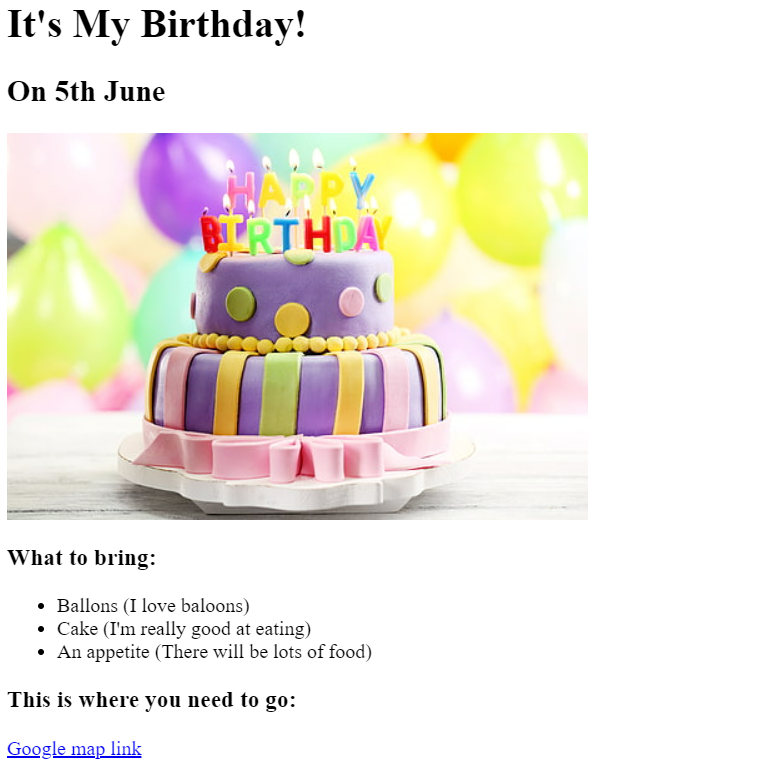 It's My Birthday!
On 5th June
HAPPY
BIRTHDAY
What to bring:
Ballons (I love baloons)
Cake (I'm really good at eating)
An appetite (There will be lots of food)
This is where you need to go:
Google map link